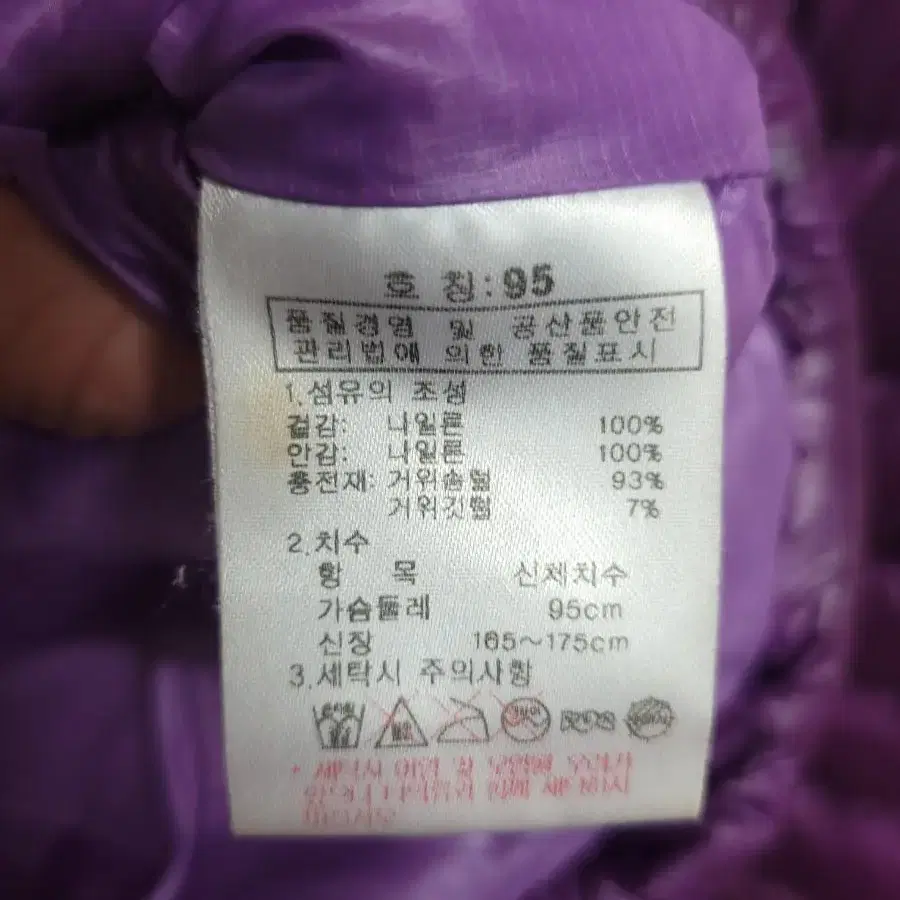 호 칭:95
품질경영 및 공산품안전
관리법에 의한 품질표시
1.섬유의 조성
겉감: 나일론 100%
안감: 나일론 100%
충전재: 거위솜털 93%
거위깃털 7%
2.치수
항 목 신체치수
가슴둘레 95cm
신장 165~175cm
3.세탁시 주의사항